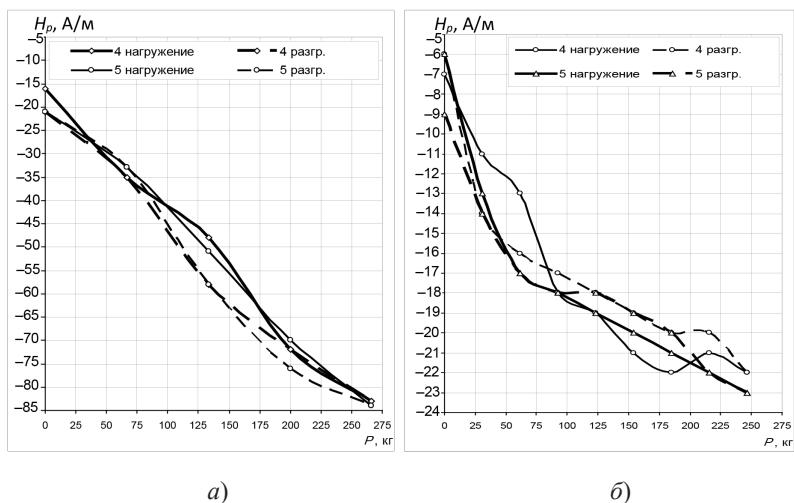 Hp, А/м
–5
4 нагружение
4 разгр.
5 нагружение
5 разгр.
–10
–15
–20
–25
–30
–35
–40
–45
–50
–55
–60
–65
–70
–75
–80
–85
0 25 50 75 100 125 150 175 200 225 250 275
P, кг
а)
Hp, А/м
–5
4 нагружение
4 разгр.
5 нагружение
5 разгр.
–6
–7
–8
–9
–10
–11
–12
–13
–14
–15
–16
–17
–18
–19
–20
–21
–22
–23
–24
0 25 50 75 100 125 150 175 200 225 250 275
P, кг
б)